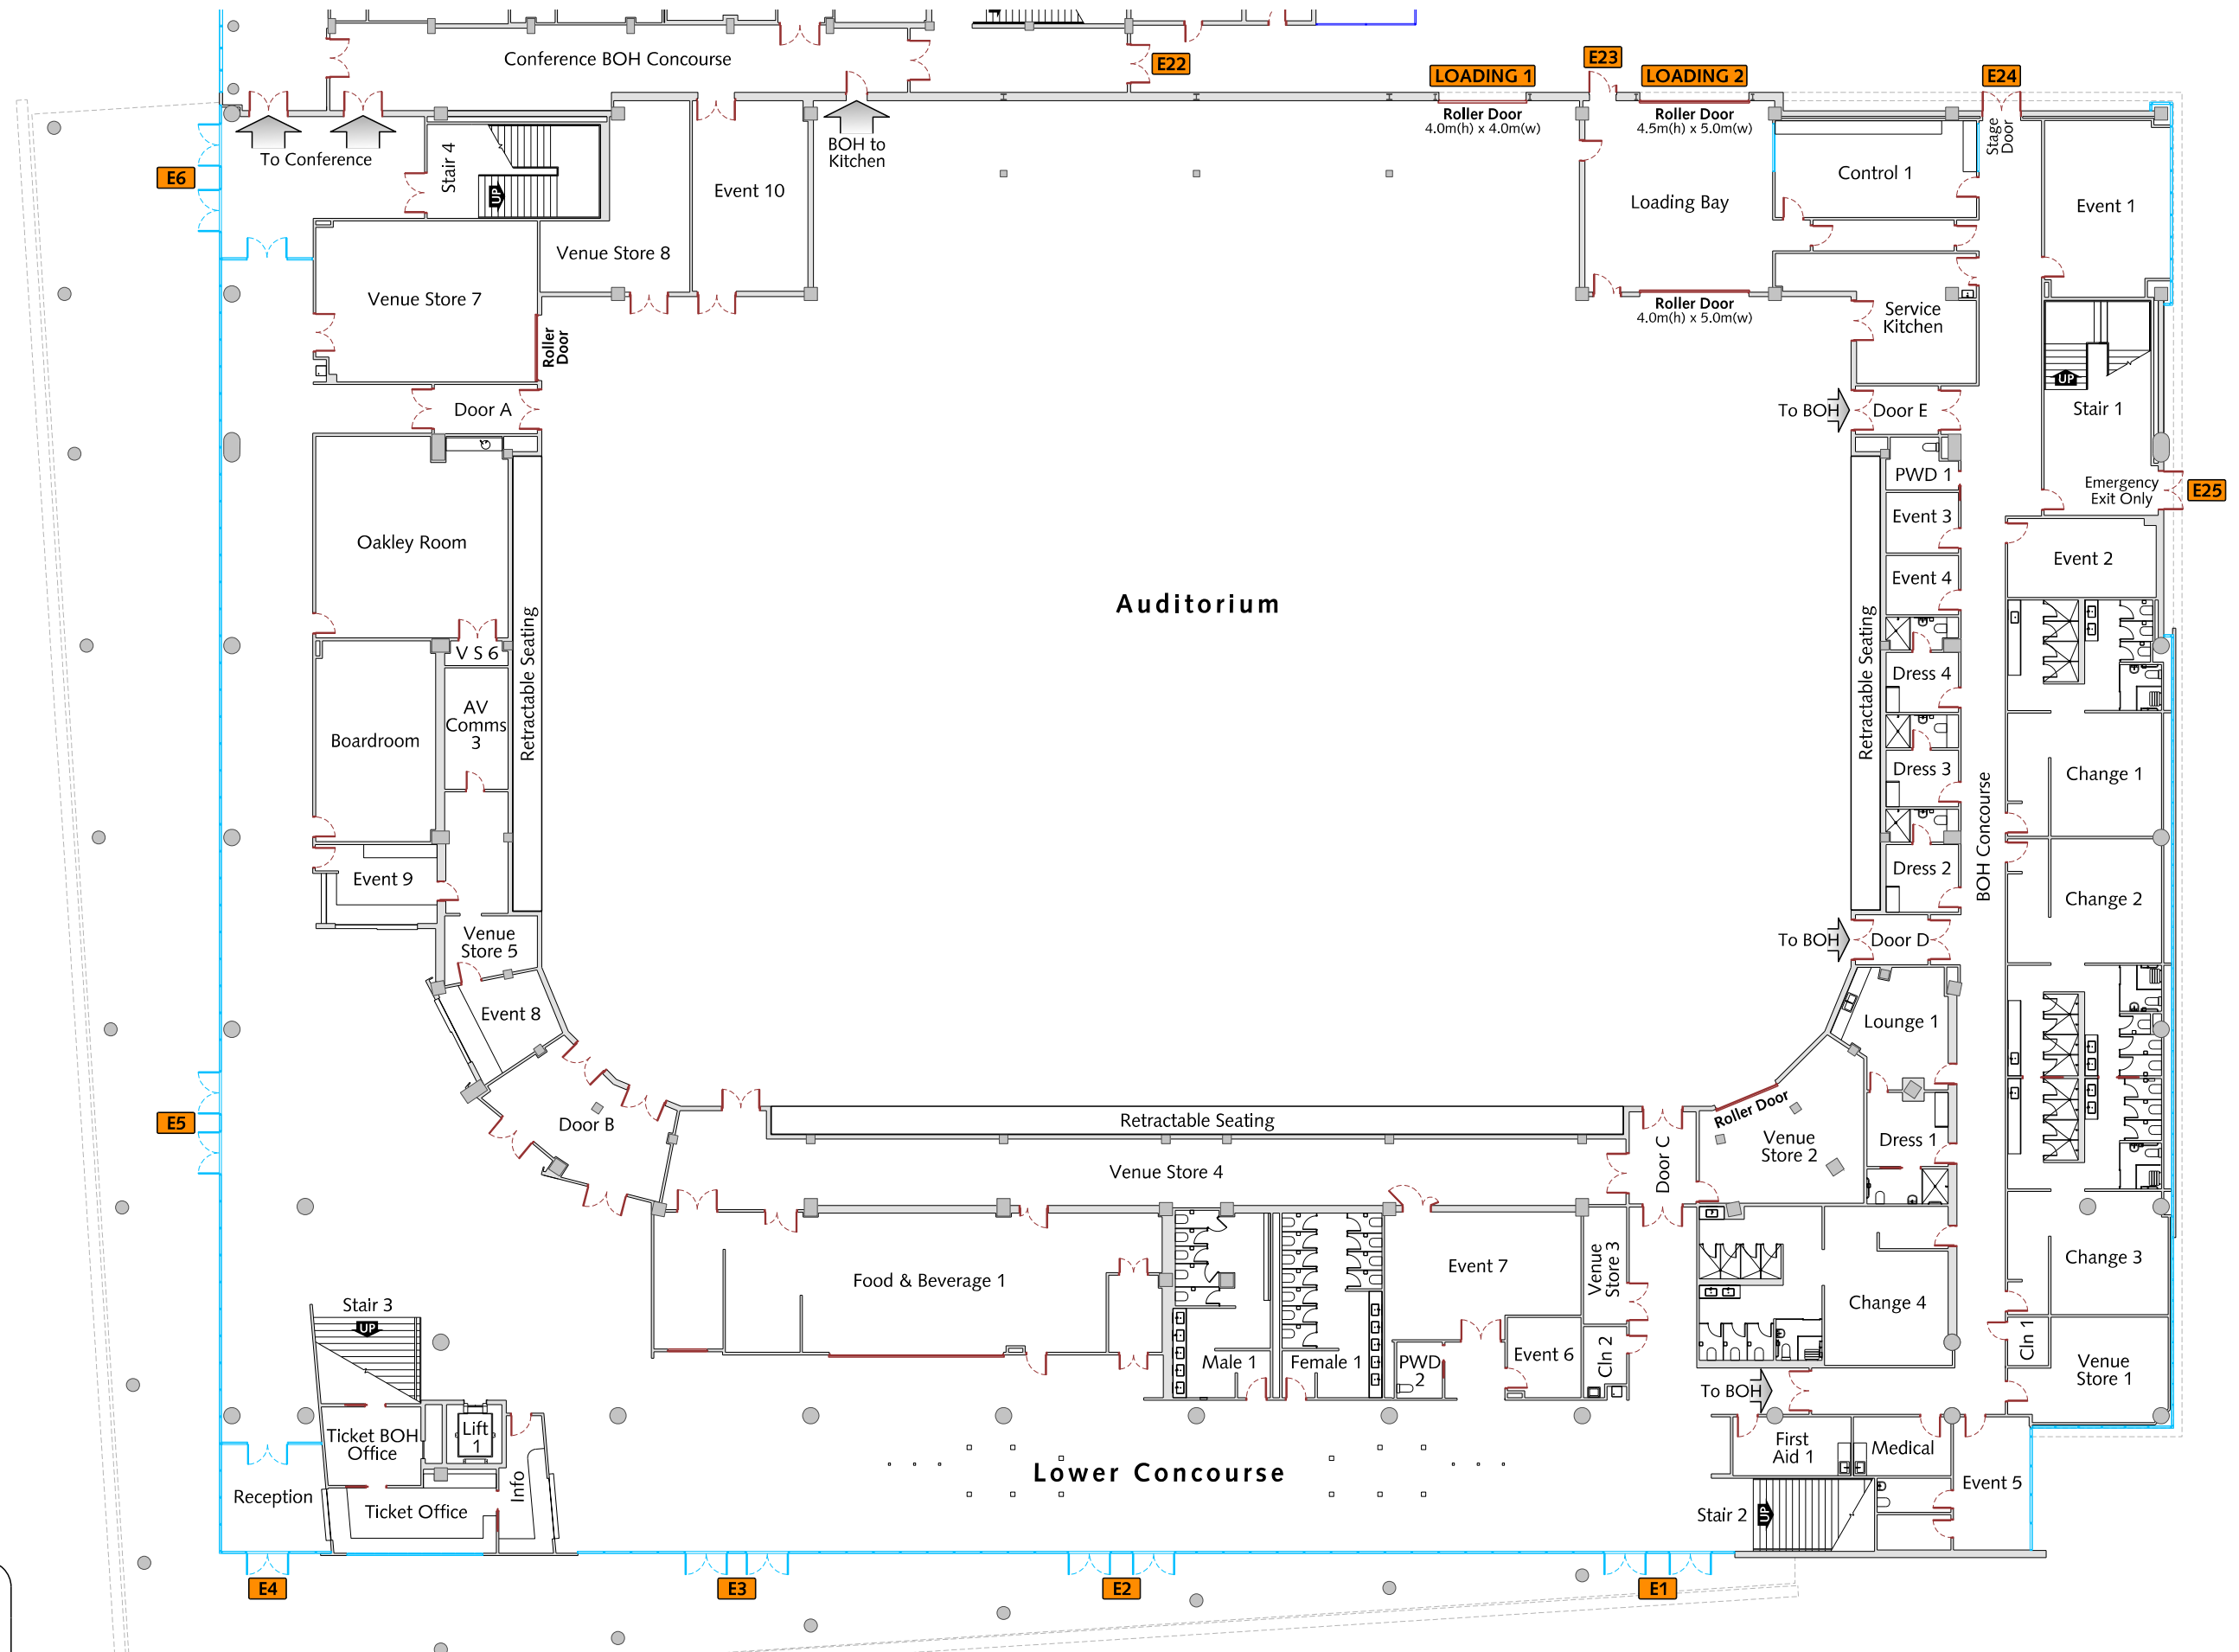 Conference BOH Concourse
E22
E23
LOADING 1
LOADING 2
E24
Roller Door
4.0m(h) x 4.0m(w)
Roller Door
4.5m(h) x 5.0m(w)
Stage
Door
To Conference
Stair 4
UP
BOH to
Kitchen
E6
Event 10
Control 1
Loading Bay
Event 1
Venue Store 8
Venue Store 7
Roller
Door
Roller Door
4.0m(h) x 5.0m(w)
Service
Kitchen
UP
Stair 1
Door A
To BOH
Door E
PWD 1
Emergency
Exit Only
E25
Oakley Room
Event 3
Event 2
Event 4
Auditorium
Retractable Seating
Retractable Seating
V S 6
Dress 4
AV
Comms
3
Boardroom
Dress 3
Change 1
BOH Concourse
Event 9
Dress 2
Change 2
Venue
Store 5
To BOH
Door D
Event 8
Lounge 1
E5
Door B
Retractable Seating
Roller Door
Door C
Venue
Store 2
Dress 1
Venue Store 4
Food & Beverage 1
Event 7
Venue
Store 3
Change 3
Stair 3
UP
Change 4
Male 1
Female 1
PWD
2
Event 6
Cln 2
Cln 1
Venue
Store 1
To BOH
Ticket BOH
Office
Lift
1
First
Aid 1
Medical
Lower Concourse
Info
Reception
Ticket Office
Stair 2
UP
Event 5
E4
E3
E2
E1